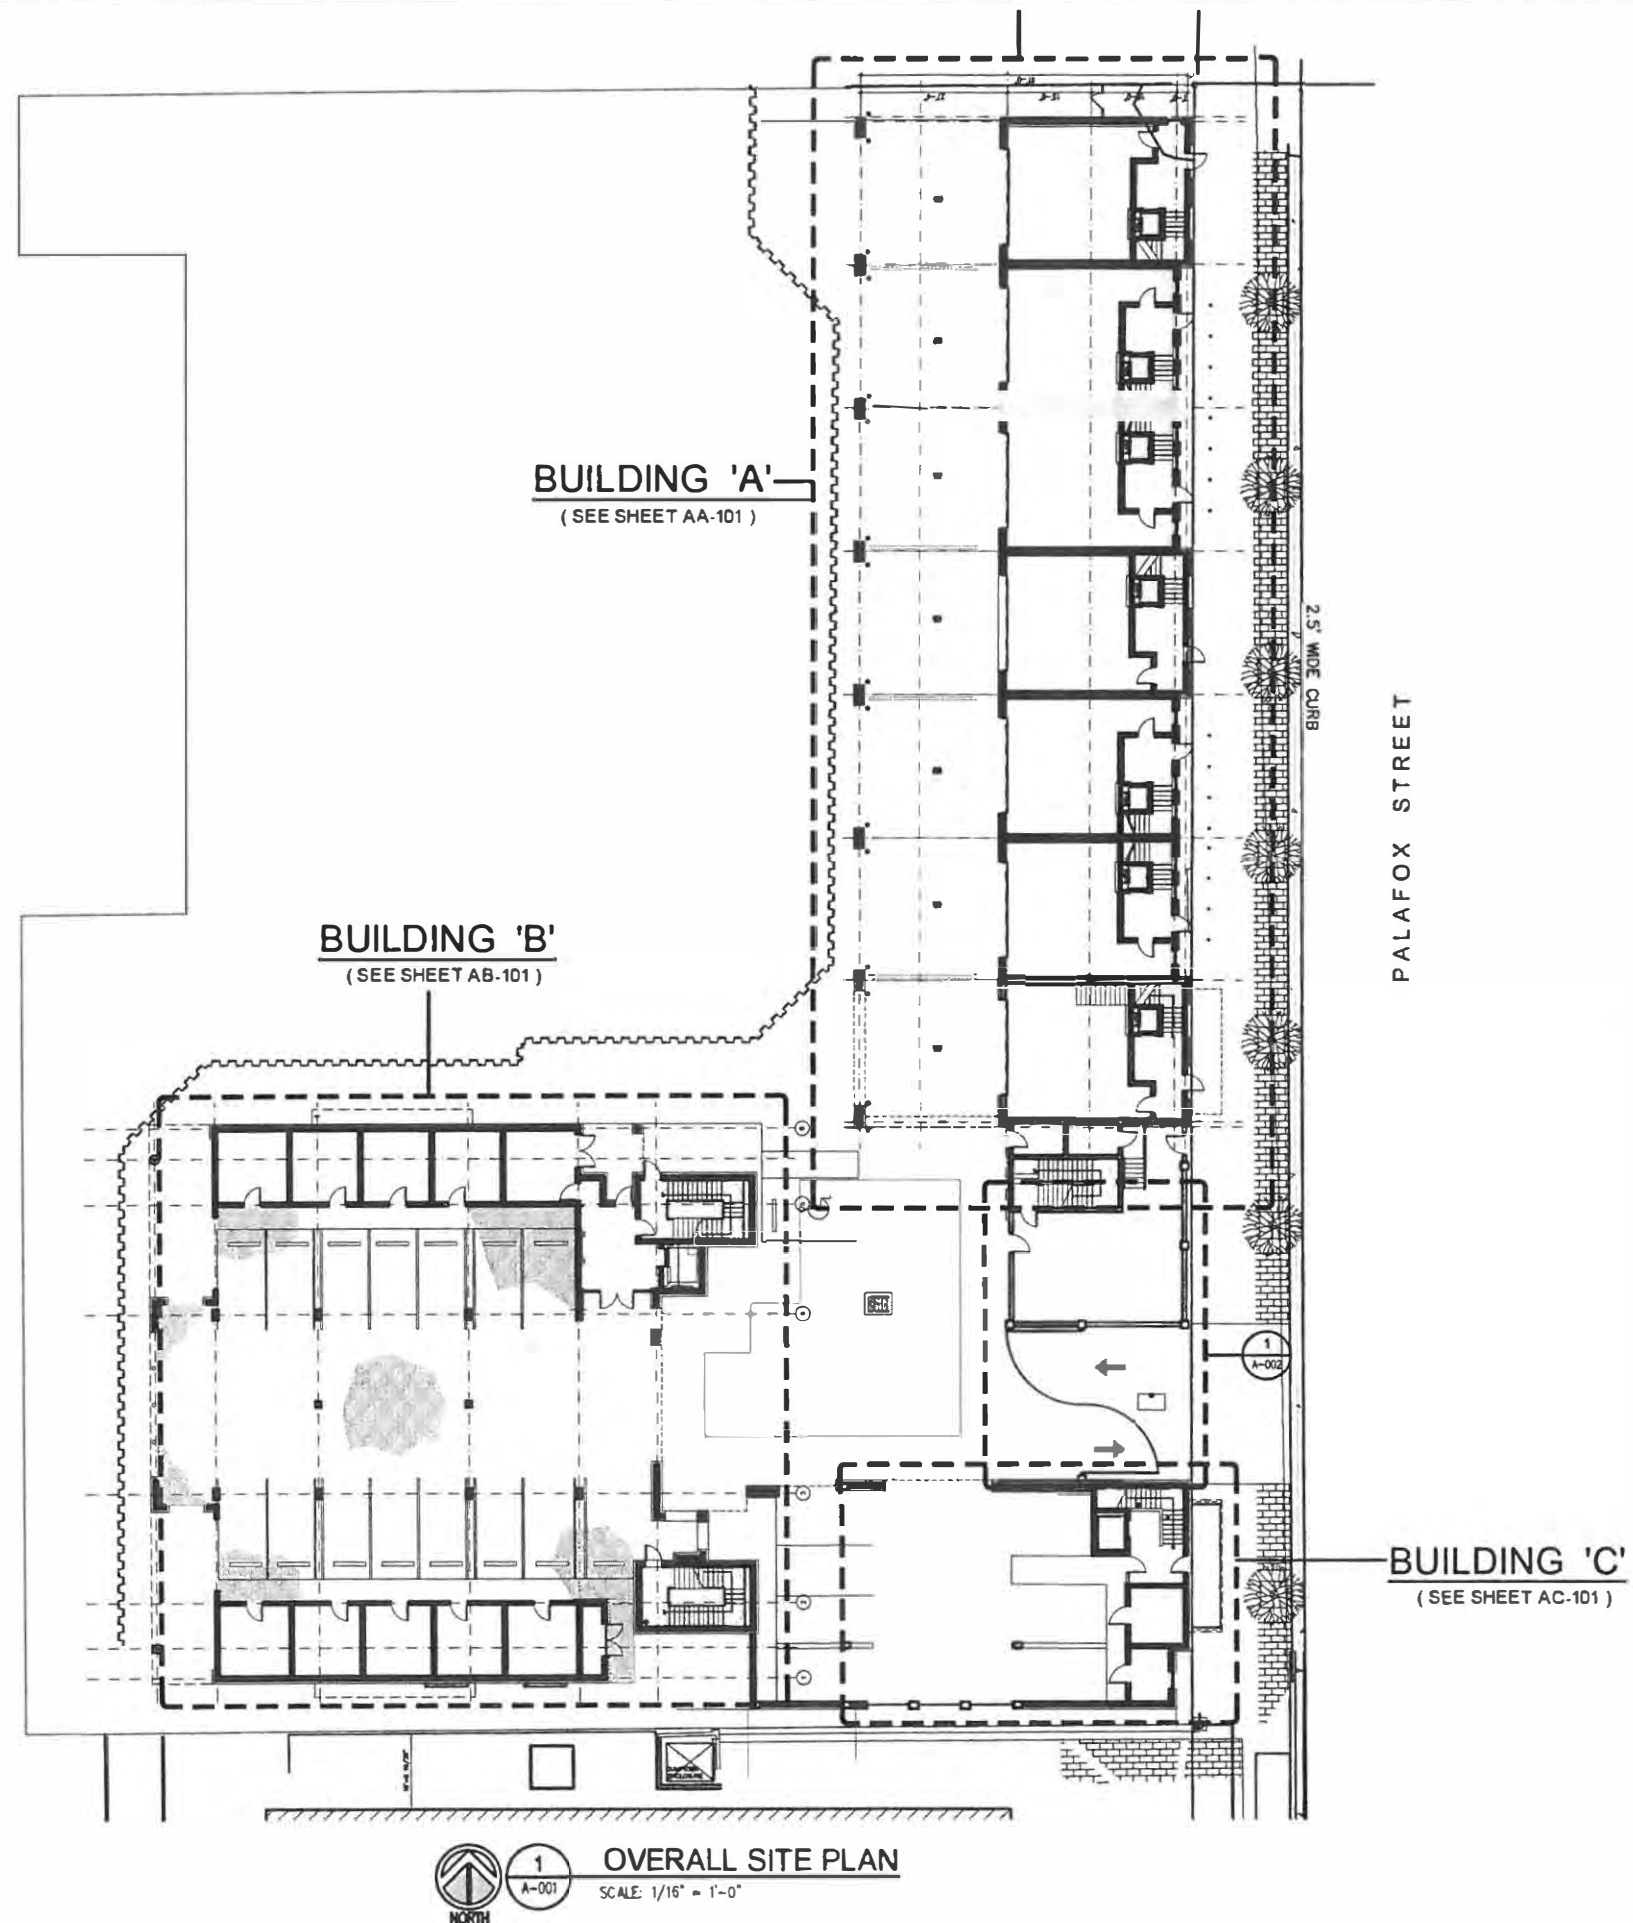 BUILDING 'A'
( SEE SHEET AA-101 )
2.5' WIDE CURB
PALAFOX STREET
BUILDING 'B'
( SEE SHEET AB-101 )
1
A-002
BUILDING 'C'
( SEE SHEET AC-101 )
1
A-001
OVERALL SITE PLAN
SCALE: 1/16" = 1'-0"
NORTH